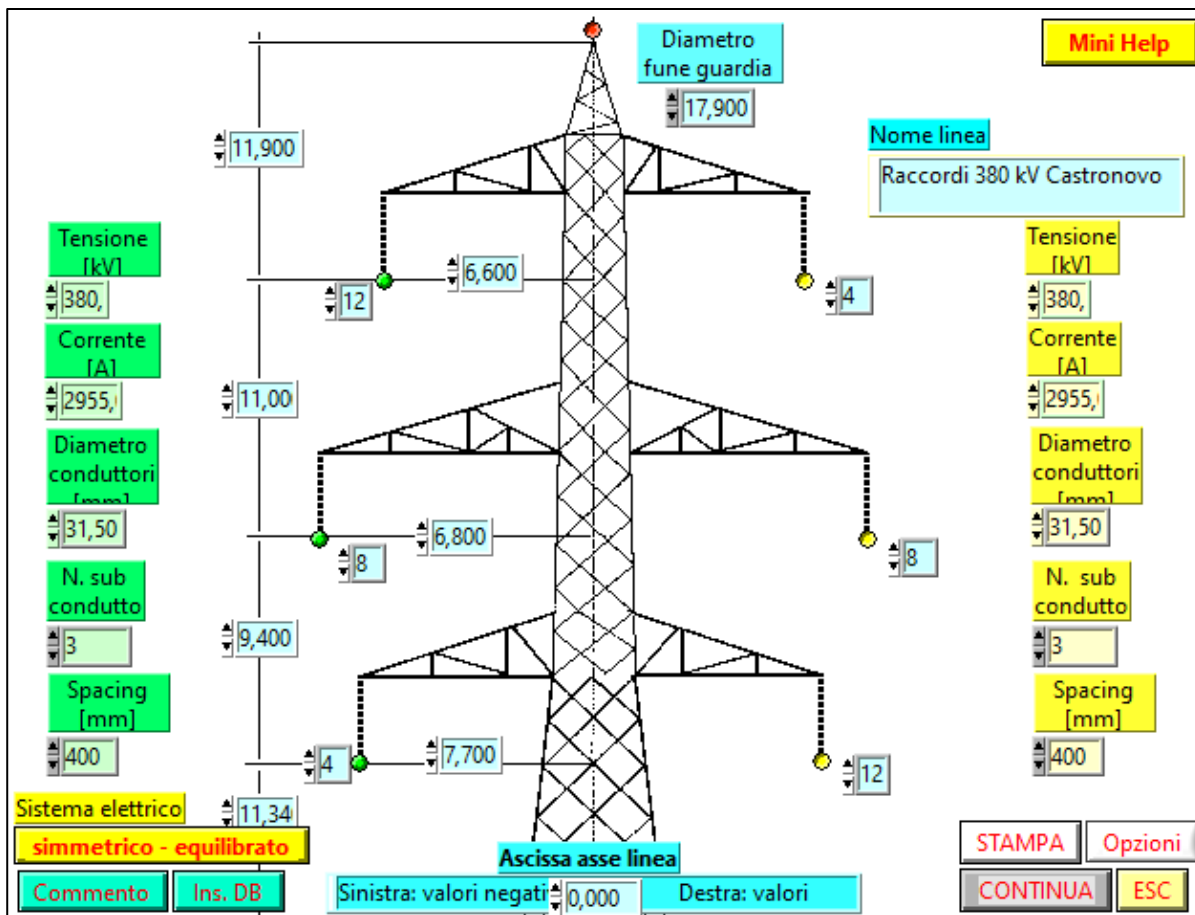 Diametro
fune guardia
17,900
Mini Help
11,900
Nome linea
Raccordi 380 kV Castronovo
Tensione
[kV]
380,
6,600
12
4
Tensione
[kV]
380,
Corrente
[A]
2955,
11,00
Corrente
[A]
2955,
Diametro
conduttori
[mm]
31,50
6,800
8
8
Diametro
conduttori
[mm]
31,50
N. sub
condutto
3
9,400
N. sub
condutto
3
Spacing
[mm]
400
4
7,700
12
Spacing
[mm]
400
Sistema elettrico
11,34
simmetrico - equilibrato
Commento
Ins. DB
Ascissa asse linea
Sinistra: valori negati
0,000
Destra: valori
STAMPA
Opzioni
CONTINUA
ESC